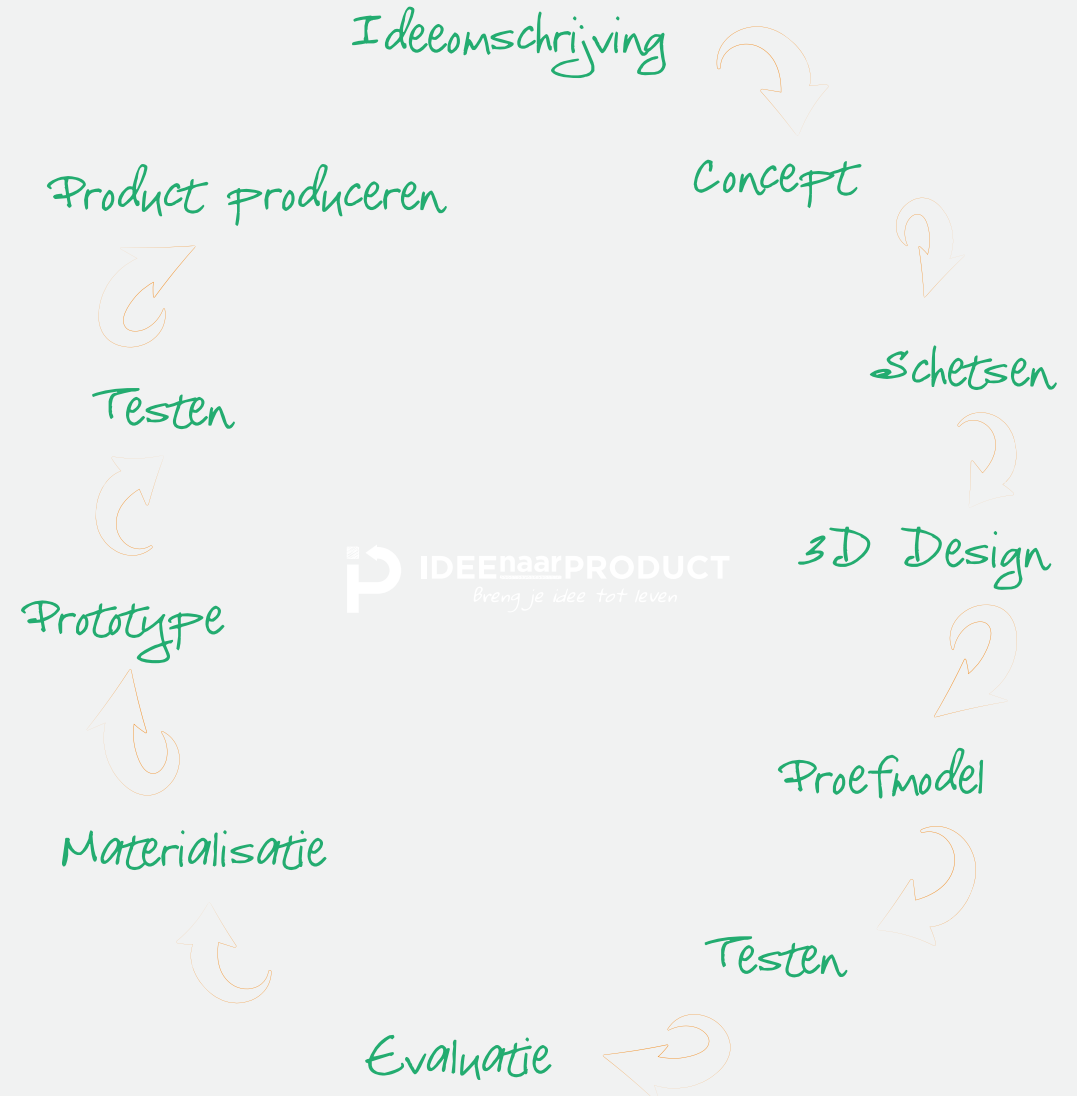 Ideeomschrijving
Concept
Schetsen
3D Design
Proefmodel
Testen
Evaluatie
Materialisatie
Prototype
Testen
Product produceren
IDEEnaarPRODUCT
Breng je idee tot leven